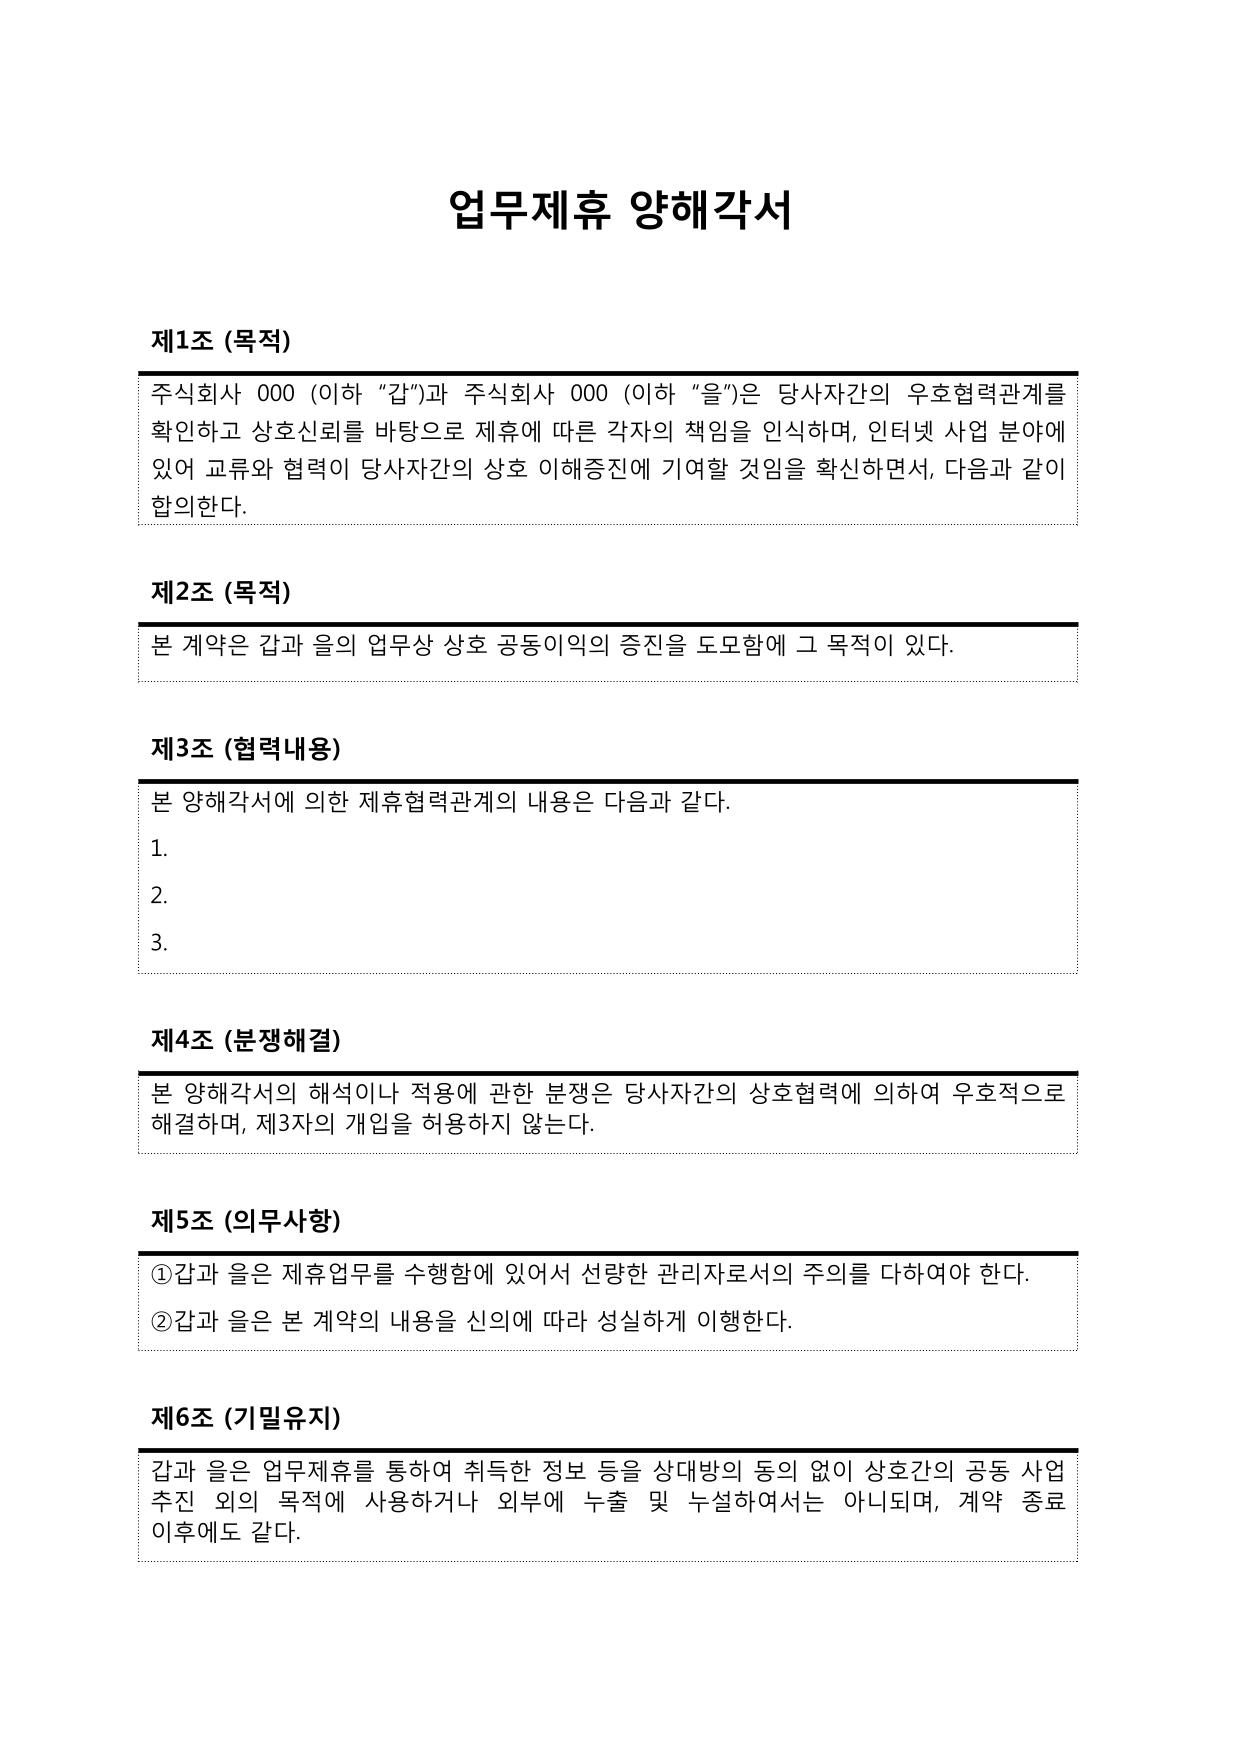 업무제휴 양해각서
제1조 (목적)
주식회사 000 (이하 “갑”)과 주식회사 000 (이하 “을”)은 당사자간의 우호협력관계를
확인하고 상호신뢰를 바탕으로 제휴에 따른 각자의 책임을 인식하며, 인터넷 사업 분야에
있어 교류와 협력이 당사자간의 상호 이해증진에 기여할 것임을 확신하면서, 다음과 같이
합의한다.
제2조 (목적)
본 계약은 갑과 을의 업무상 상호 공동이익의 증진을 도모함에 그 목적이 있다.
제3조 (협력내용)
본 양해각서에 의한 제휴협력관계의 내용은 다음과 같다.
1.
2.
3.
제4조 (분쟁해결)
본 양해각서의 해석이나 적용에 관한 분쟁은 당사자간의 상호협력에 의하여 우호적으로
해결하며, 제3자의 개입을 허용하지 않는다.
제5조 (의무사항)
①갑과 을은 제휴업무를 수행함에 있어서 선량한 관리자로서의 주의를 다하여야 한다.
②갑과 을은 본 계약의 내용을 신의에 따라 성실하게 이행한다.
제6조 (기밀유지)
갑과 을은 업무제휴를 통하여 취득한 정보 등을 상대방의 동의 없이 상호간의 공동 사업
추진 외의 목적에 사용하거나 외부에 누출 및 누설하여서는 아니되며, 계약 종료
이후에도 같다.